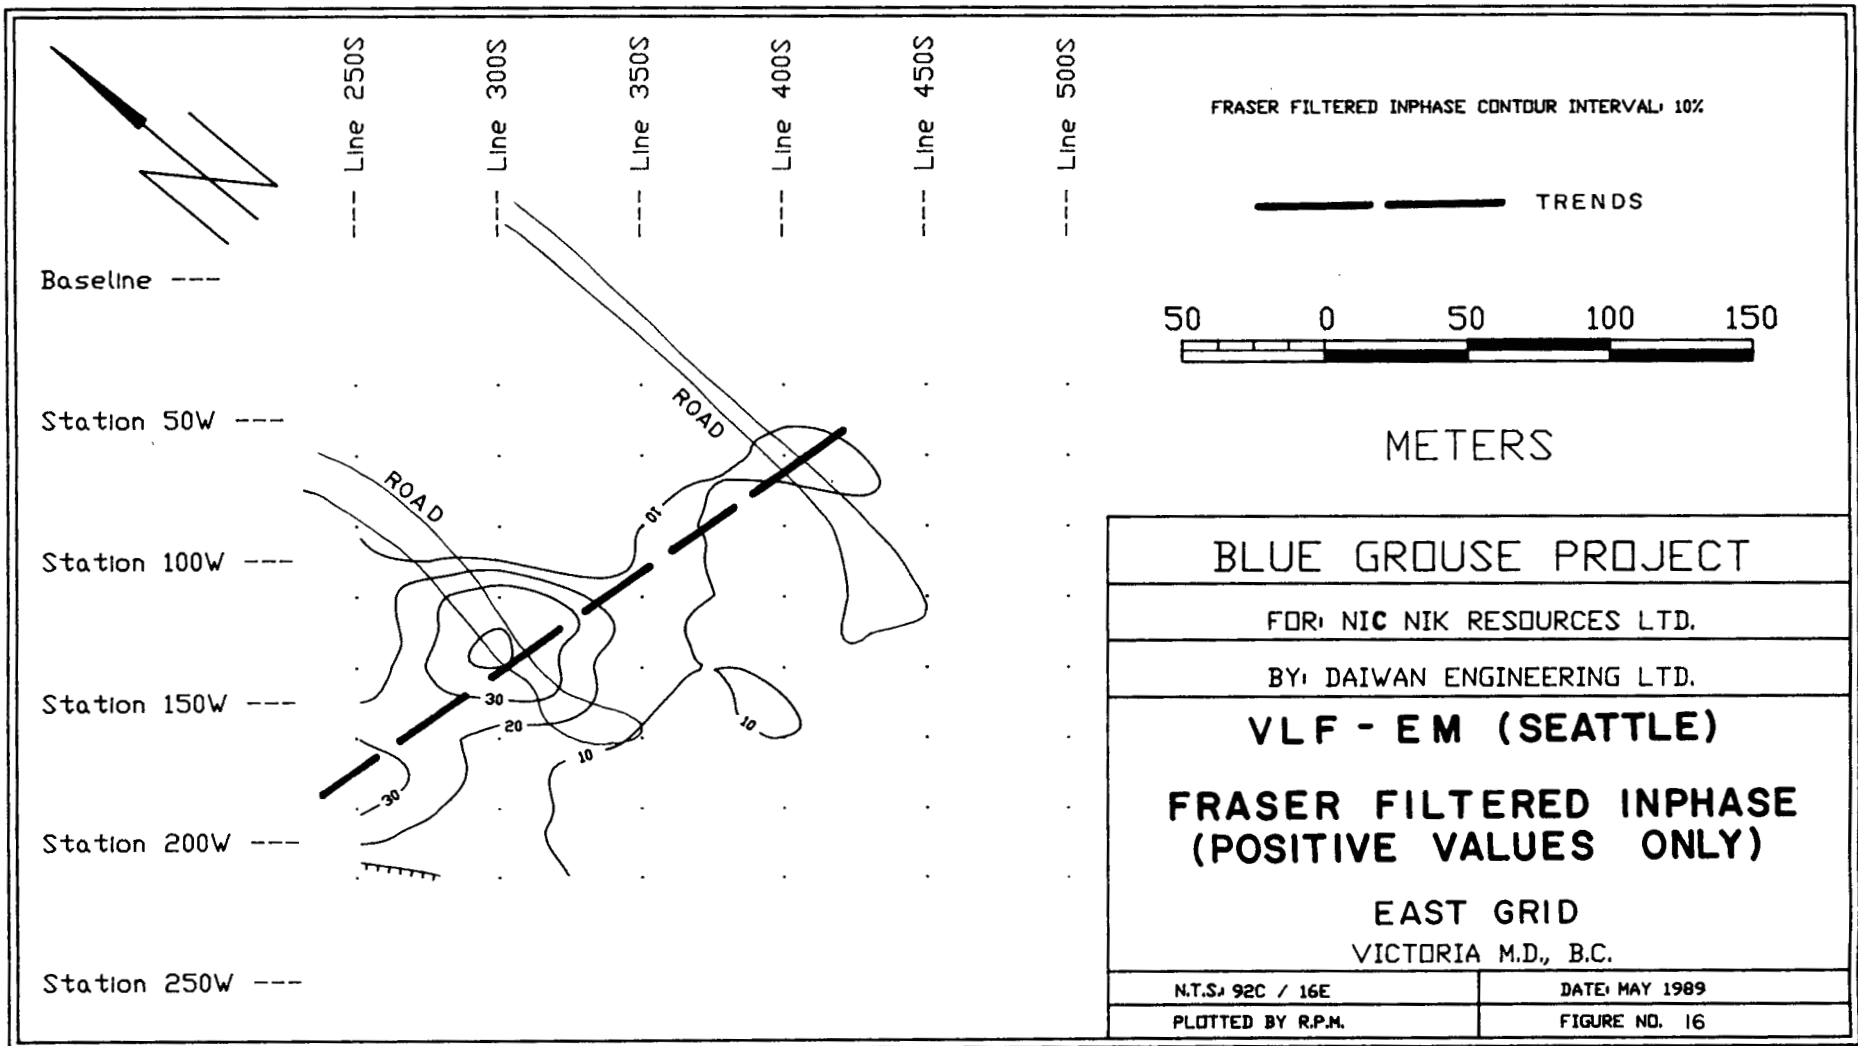 Line 250S
Line 300S
Line 350S
Line 400S
Line 450S
Line 500S
Baseline
Station 50W
Station 100W
Station 150W
Station 200W
Station 250W
ROAD
ROAD
10
30
20
10
10
30
FRASER FILTERED INPHASE CONTOUR INTERVAL: 10%
TRENDS
50 0 50 100 150
METERS
BLUE GROUSE PROJECT
FOR: NIC NIK RESOURCES LTD.
BY: DAIWAN ENGINEERING LTD.
VLF - EM (SEATTLE)
FRASER FILTERED INPHASE
(POSITIVE VALUES ONLY)
EAST GRID
VICTORIA M.D., B.C.
N.T.S.: 92C / 16E
DATE: MAY 1989
PLOTTED BY R.P.M.
FIGURE NO. 16